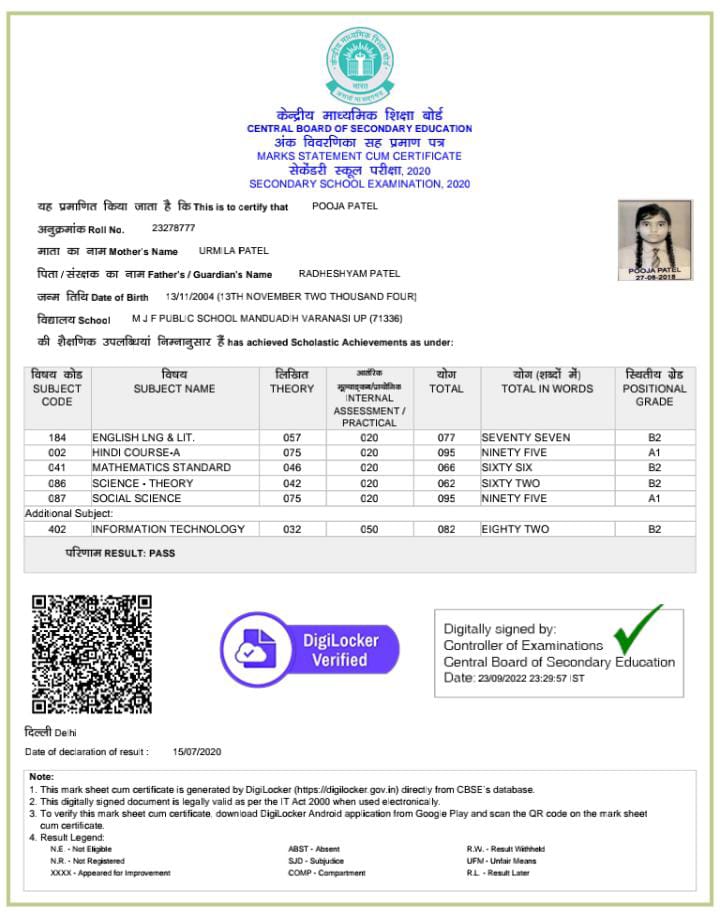 केन्द्रीय माध्यमिक शिक्षा बोर्ड
भारत
असतो मा सद्गमय
केन्द्रीय माध्यमिक शिक्षा बोर्ड
CENTRAL BOARD OF SECONDARY EDUCATION
अंक विवरणिका सह प्रमाण पत्र
MARKS STATEMENT CUM CERTIFICATE
सेकेंडरी स्कूल परीक्षा, 2020
SECONDARY SCHOOL EXAMINATION, 2020
यह प्रमाणित किया जाता है कि This is to certify that POOJA PATEL
अनुक्रमांक Roll No. 23278777
माता का नाम Mother's Name URMILA PATEL
पिता / संरक्षक का नाम Father's / Guardian's Name RADHESHYAM PATEL
POOJA PATEL
27-08-2018
जन्म तिथि Date of Birth 13/11/2004 (13TH NOVEMBER TWO THOUSAND FOUR)
विद्यालय School M J F PUBLIC SCHOOL MANDUADIH VARANASI UP (71336)
की शैक्षणिक उपलब्धियां निम्नानुसार हैं has achieved Scholastic Achievements as under:
विषय कोड SUBJECT CODE विषय SUBJECT NAME लिखित THEORY आतंरिक मूल्याङ्कन/प्रायोगिक INTERNAL ASSESSMENT / PRACTICAL योग TOTAL योग (शब्दों में) TOTAL IN WORDS स्थितीय ग्रेड POSITIONAL GRADE
184 ENGLISH LNG & LIT. 057 020 077 SEVENTY SEVEN B2
002 HINDI COURSE-A 075 020 095 NINETY FIVE A1
041 MATHEMATICS STANDARD 046 020 066 SIXTY SIX B2
086 SCIENCE - THEORY 042 020 062 SIXTY TWO B2
087 SOCIAL SCIENCE 075 020 095 NINETY FIVE A1
Additional Subject:
402 INFORMATION TECHNOLOGY 032 050 082 EIGHTY TWO B2
परिणाम RESULT: PASS
DigiLocker
Verified
Digitally signed by:
Controller of Examinations
Central Board of Secondary Education
Date: 23/09/2022 23:29:57 IST
दिल्ली Delhi
Date of declaration of result : 15/07/2020
Note:
1. This mark sheet cum certificate is generated by DigiLocker (https://digilocker.gov.in) directly from CBSE's database.
2. This digitally signed document is legally valid as per the IT Act 2000 when used electronically.
3. To verify this mark sheet cum certificate, download DigiLocker Android application from Google Play and scan the QR code on the mark sheet
cum certificate.
4. Result Legend:
N.E. - Not Eligible ABST - Absent R.W. - Result Withheld
N.R. - Not Registered SJD - Subjudice UFM - Unfair Means
XXXX - Appeared for Improvement COMP - Compartment R.L. - Result Later